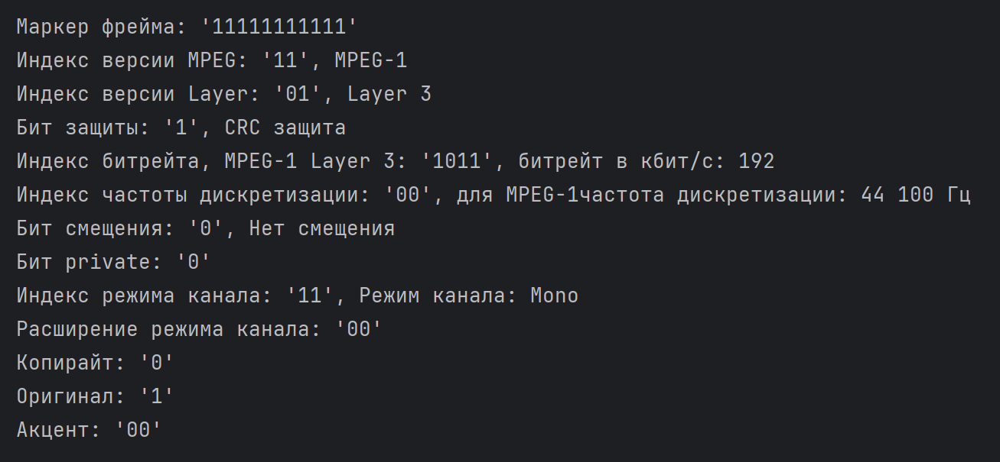 Маркер фрейма: '11111111111'
Индекс версии MPEG: '11', MPEG-1
Индекс версии Layer: '01', Layer 3
Бит защиты: '1', CRC защита
Индекс битрейта, MPEG-1 Layer 3: '1011', битрейт в кбит/с: 192
Индекс частоты дискретизации: '00', для MPEG-1частота дискретизации: 44 100 Гц
Бит смещения: '0', Нет смещения
Бит private: '0'
Индекс режима канала: '11', Режим канала: Mono
Расширение режима канала: '00'
Копирайт: '0'
Оригинал: '1'
Акцент: '00'